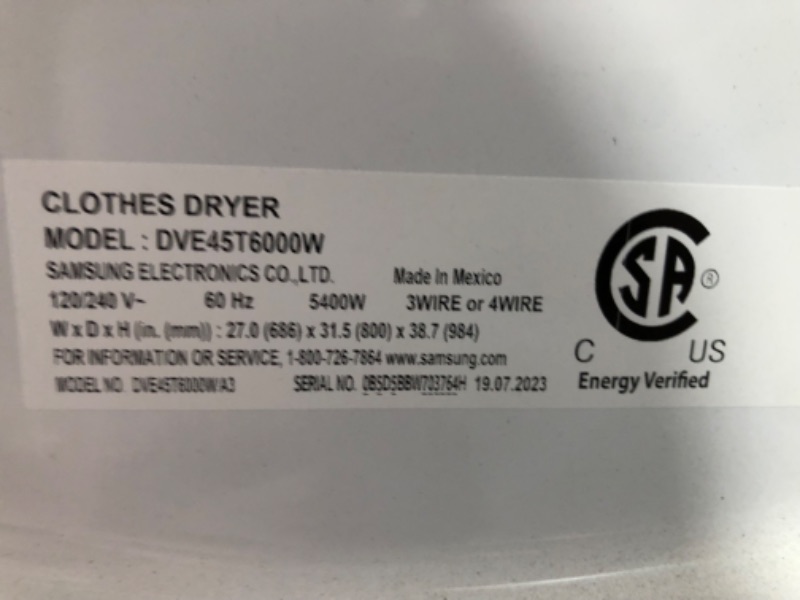 CLOTHES DRYER
MODEL : DVE45T6000W
SAMSUNG ELECTRONICS CO.,LTD. Made In Mexico
120/240 V~ 60 Hz 5400W 3WIRE or 4WIRE
W x D x H (in. (mm)) : 27.0 (686) x 31.5 (800) x 38.7 (984)
FOR INFORMATION OR SERVICE, 1-800-726-7864 www.samsung.com
MODEL NO. DVE45T6000W/A3 SERIAL NO. 0BSDSBBW703764H 19.07.2023
SA ®
C US
Energy Verified